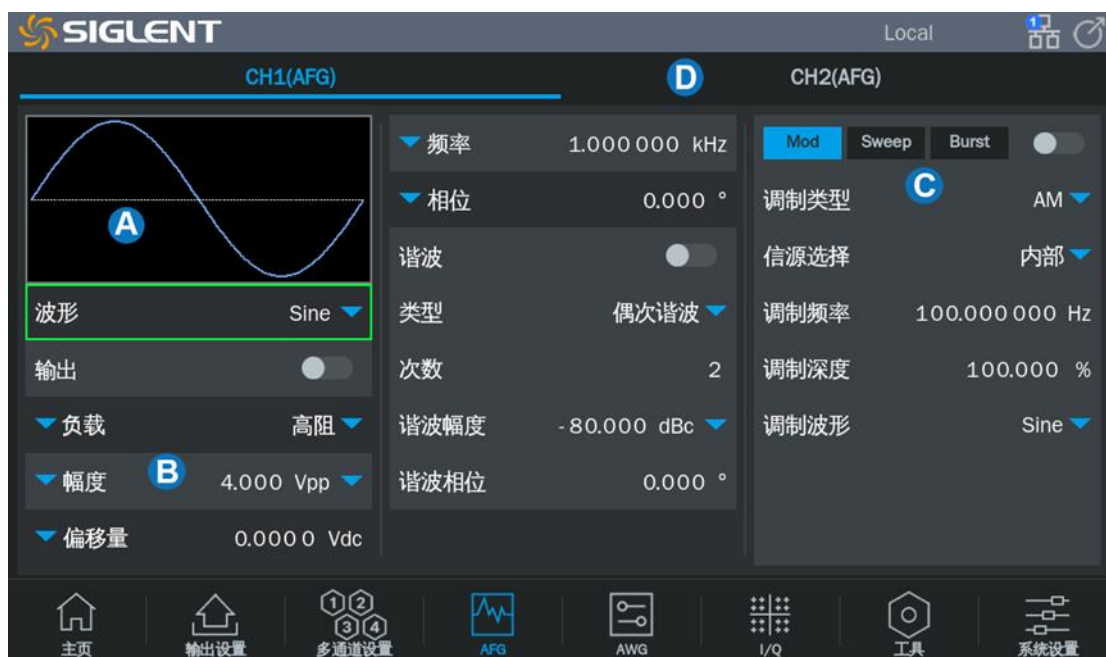 SIGLENT
Local
1
CH1(AFG)
D
CH2(AFG)
A
波形 Sine
输出
负载 高阻
B
幅度 4.000 Vpp
偏移量 0.0000 Vdc
频率 1.000 000 kHz
相位 0.000 °
谐波
类型 偶次谐波
次数 2
谐波幅度 -80.000 dBc
谐波相位 0.000 °
Mod Sweep Burst
C
调制类型 AM
信源选择 内部
调制频率 100.000 000 Hz
调制深度 100.000 %
调制波形 Sine
主页
输出设置
1 2 3 4
多通道设置
AFG
AWG
I/Q
工具
系统设置